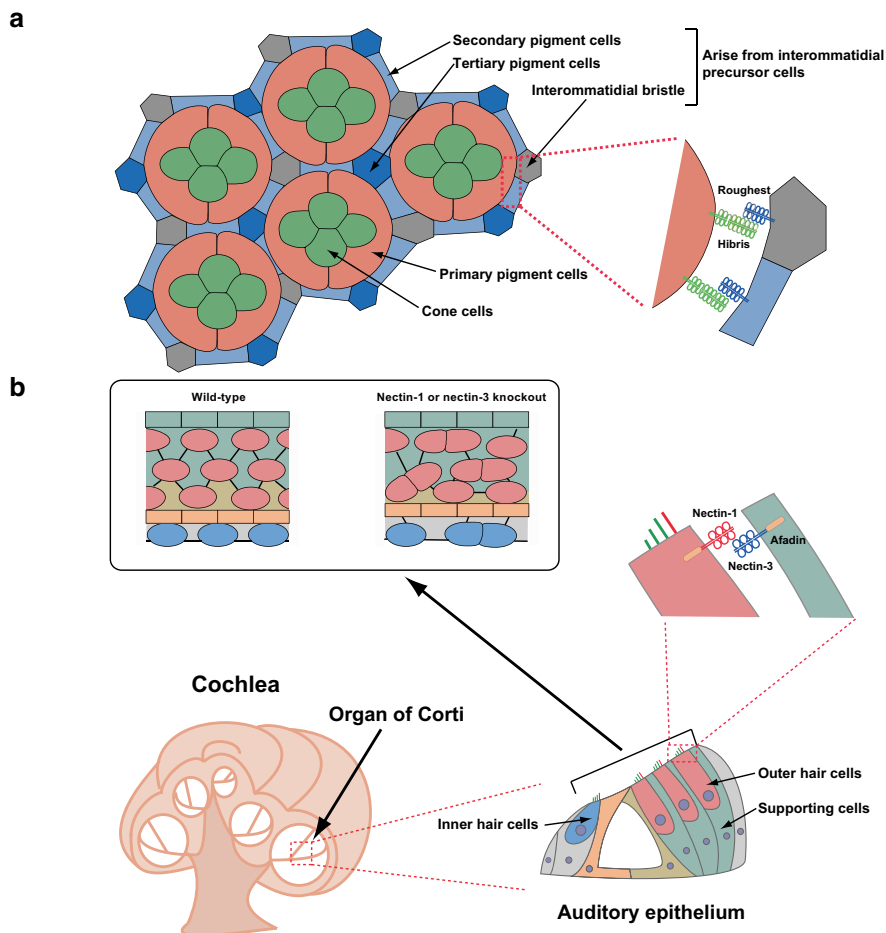 a
Secondary pigment cells
Tertiary pigment cells
Interommatidial bristle
Arise from interommatidial
precursor cells
Roughest
Hibris
Primary pigment cells
Cone cells
b
Wild-type
Nectin-1 or nectin-3 knockout
Nectin-1
Afadin
Nectin-3
Cochlea
Organ of Corti
Outer hair cells
Inner hair cells
Supporting cells
Auditory epithelium